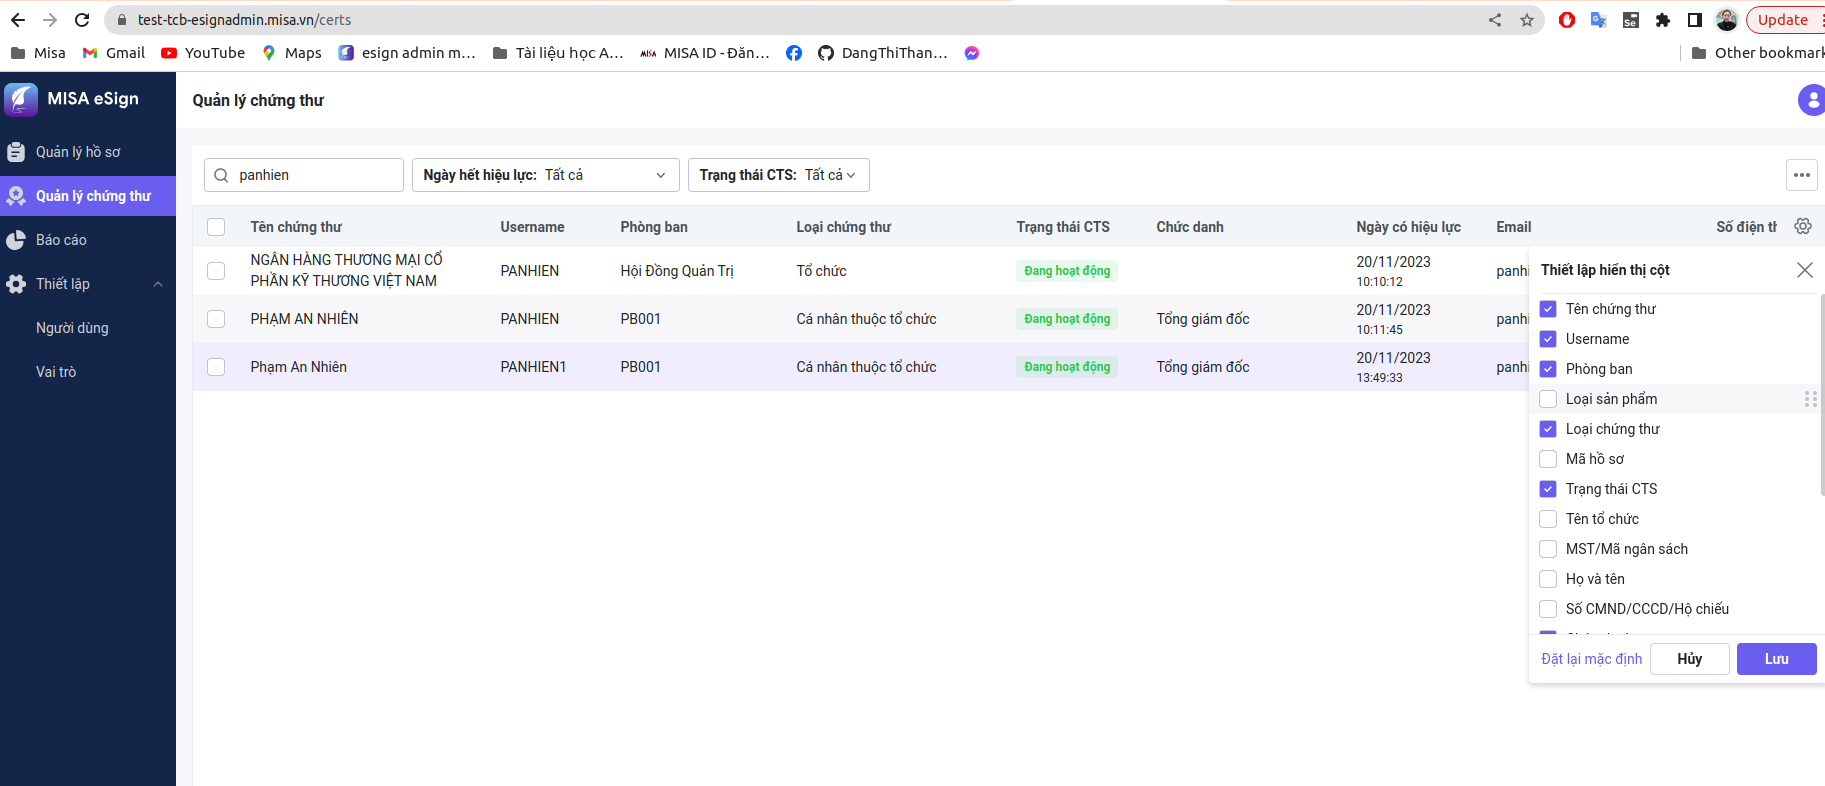 test-tcb-esignadmin.misa.vn/certs
Update
Misa
Gmail
YouTube
Maps
esign admin m...
Tài liệu học A...
MISA ID - Đăn...
DangThiThan...
Other bookmark
MISA eSign
Quản lý chứng thư
Quản lý hồ sơ
Quản lý chứng thư
Báo cáo
Thiết lập
Người dùng
Vai trò
panhien
Ngày hết hiệu lực: Tất cả
Trạng thái CTS: Tất cả
Tên chứng thư Username Phòng ban Loại chứng thư Trạng thái CTS Chức danh Ngày có hiệu lực Email Số điện th
NGÂN HÀNG THƯƠNG MẠI CỔ
PHẦN KỸ THƯƠNG VIỆT NAM
PANHIEN
Hội Đồng Quản Trị
Tổ chức
Đang hoạt động
20/11/2023
10:10:12
panhi
PHẠM AN NHIÊN
PANHIEN
PB001
Cá nhân thuộc tổ chức
Đang hoạt động
Tổng giám đốc
20/11/2023
10:11:45
panhi
Phạm An Nhiên
PANHIEN1
PB001
Cá nhân thuộc tổ chức
Đang hoạt động
Tổng giám đốc
20/11/2023
13:49:33
panhi
Thiết lập hiển thị cột
Tên chứng thư
Username
Phòng ban
Loại sản phẩm
Loại chứng thư
Mã hồ sơ
Trạng thái CTS
Tên tổ chức
MST/Mã ngân sách
Họ và tên
Số CMND/CCCD/Hộ chiếu
Đặt lại mặc định
Hủy
Lưu